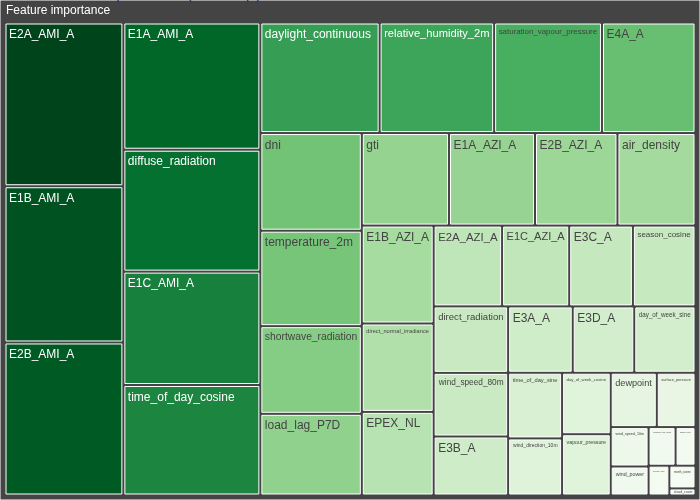 Feature importance
E2A_AMI_A
E1A_AMI_A
daylight_continuous
relative_humidity_2m
saturation_vapour_pressure
E4A_A
dni
gti
E1A_AZI_A
E2B_AZI_A
air_density
diffuse_radiation
E1B_AMI_A
temperature_2m
E1B_AZI_A
E2A_AZI_A
E1C_AZI_A
E3C_A
season_cosine
E1C_AMI_A
direct_radiation
E3A_A
E3D_A
day_of_week_sine
shortwave_radiation
direct_normal_irradiance
E2B_AMI_A
wind_speed_80m
time_of_day_sine
day_of_week_cosine
dewpoint
surface_pressure
time_of_day_cosine
load_lag_P7D
EPEX_NL
E3B_A
wind_direction_10m
vapour_pressure
wind_power